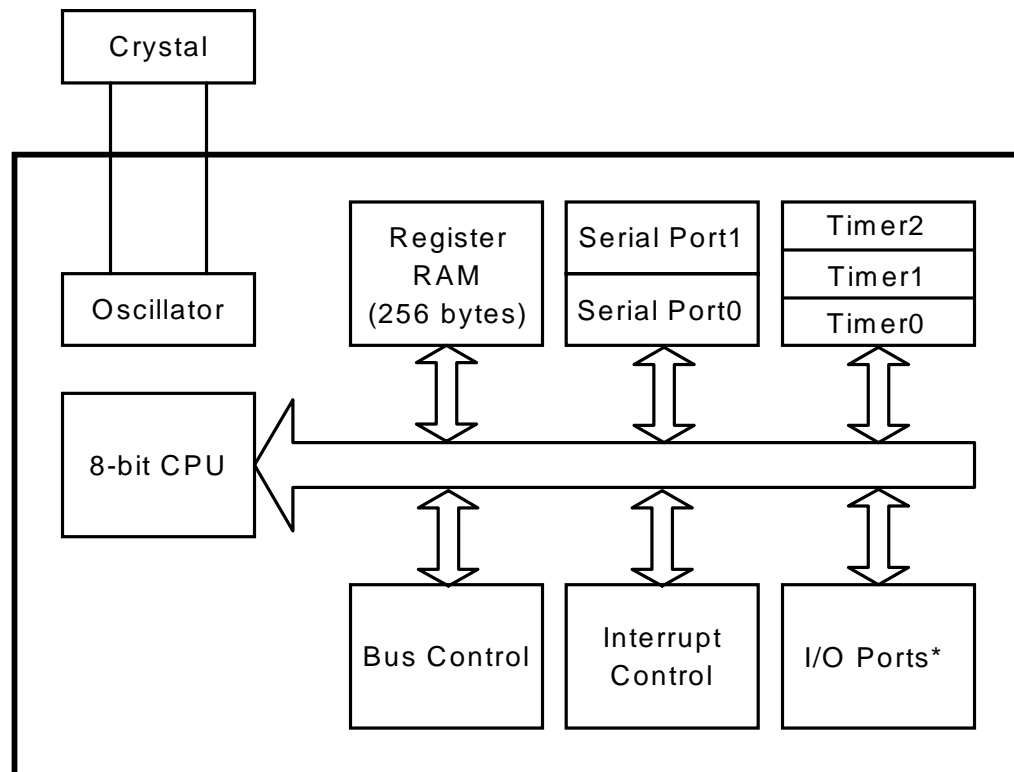 Crystal
Oscillator
Register
RAM
(256 bytes)
Serial Port1
Serial Port0
Timer2
Timer1
Timer0
8-bit CPU
Bus Control
Interrupt
Control
I/O Ports*